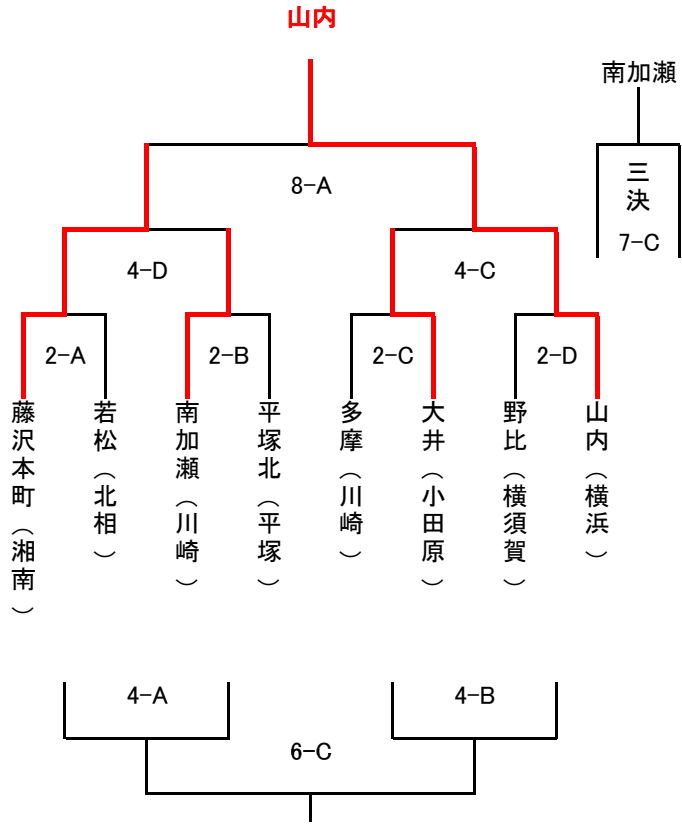 山内
南加瀬
三決
7-C
8-A
4-D
4-C
2-A
2-B
2-C
2-D
藤沢本町（湘南）
若松（北相）
南加瀬（川崎）
平塚北（平塚）
多摩（川崎）
大井（小田原）
野比（横須賀）
山内（横浜）
4-A
4-B
6-C